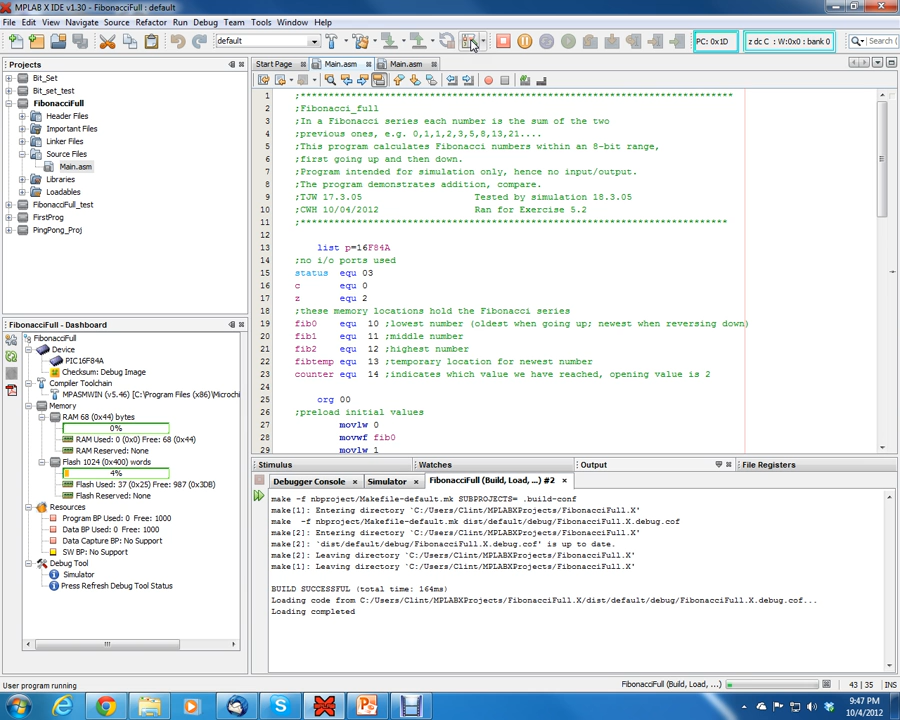 MPLAB X IDE v1.30 - FibonacciFull : default
File Edit View Navigate Source Refactor Run Debug Team Tools Window Help
default
PC: 0x1D
z dc C : W:0x0 : bank 0
Search (
Projects
Start Page
Main.asm
Main.asm
Bit_Set
Bit_set_test
FibonacciFull
Header Files
Important Files
Linker Files
Source Files
Main.asm
Libraries
Loadables
FibonacciFull_test
FirstProg
PingPong_Proj
1 ;******************************************************************************
2 ;Fibonacci_full
3 ;In a Fibonacci series each number is the sum of the two
4 ;previous ones, e.g. 0,1,1,2,3,5,8,13,21....
5 ;This program calculates Fibonacci numbers within an 8-bit range,
6 ;first going up and then down.
7 ;Program intended for simulation only, hence no input/output.
8 ;The program demonstrates addition, compare.
9 ;TJW 17.3.05 Tested by simulation 18.3.05
10 ;CWH 10/04/2012 Ran for Exercise 5.2
11 ;*****************************************************************************
12
13 list p=16F84A
14 ;no i/o ports used
15 status equ 03
16 c equ 0
17 z equ 2
18 ;these memory locations hold the Fibonacci series
19 fib0 equ 10 ;lowest number (oldest when going up; newest when reversing down)
20 fib1 equ 11 ;middle number
21 fib2 equ 12 ;highest number
22 fibtemp equ 13 ;temporary location for newest number
23 counter equ 14 ;indicates which value we have reached, opening value is 2
24
25 org 00
26 ;preload initial values
27 movlw 0
28 movwf fib0
29 movlw 1
FibonacciFull - Dashboard
FibonacciFull
Device
PIC16F84A
Checksum: Debug Image
Compiler Toolchain
MPASMWIN (v5.46) [C:\Program Files (x86)\Microchi
Memory
RAM 68 (0x44) bytes
0%
RAM Used: 0 (0x0) Free: 68 (0x44)
RAM Reserved: None
Flash 1024 (0x400) words
4%
Flash Used: 37 (0x25) Free: 987 (0x3DB)
Flash Reserved: None
Resources
Program BP Used: 0 Free: 1000
Data BP Used: 0 Free: 1000
Data Capture BP: No Support
SW BP: No Support
Debug Tool
Simulator
Press Refresh Debug Tool Status
Stimulus
Watches
Output
File Registers
Debugger Console
Simulator
FibonacciFull (Build, Load, ...) #2
make -f nbproject/Makefile-default.mk SUBPROJECTS= .build-conf
make[1]: Entering directory `C:/Users/Clint/MPLABXProjects/FibonacciFull.X'
make -f nbproject/Makefile-default.mk dist/default/debug/FibonacciFull.X.debug.cof
make[2]: Entering directory `C:/Users/Clint/MPLABXProjects/FibonacciFull.X'
make[2]: `dist/default/debug/FibonacciFull.X.debug.cof' is up to date.
make[2]: Leaving directory `C:/Users/Clint/MPLABXProjects/FibonacciFull.X'
make[1]: Leaving directory `C:/Users/Clint/MPLABXProjects/FibonacciFull.X'
BUILD SUCCESSFUL (total time: 164ms)
Loading code from C:/Users/Clint/MPLABXProjects/FibonacciFull.X/dist/default/debug/FibonacciFull.X.debug.cof...
Loading completed
User program running
FibonacciFull (Build, Load, ...)
43 | 35
INS
9:47 PM
10/4/2012